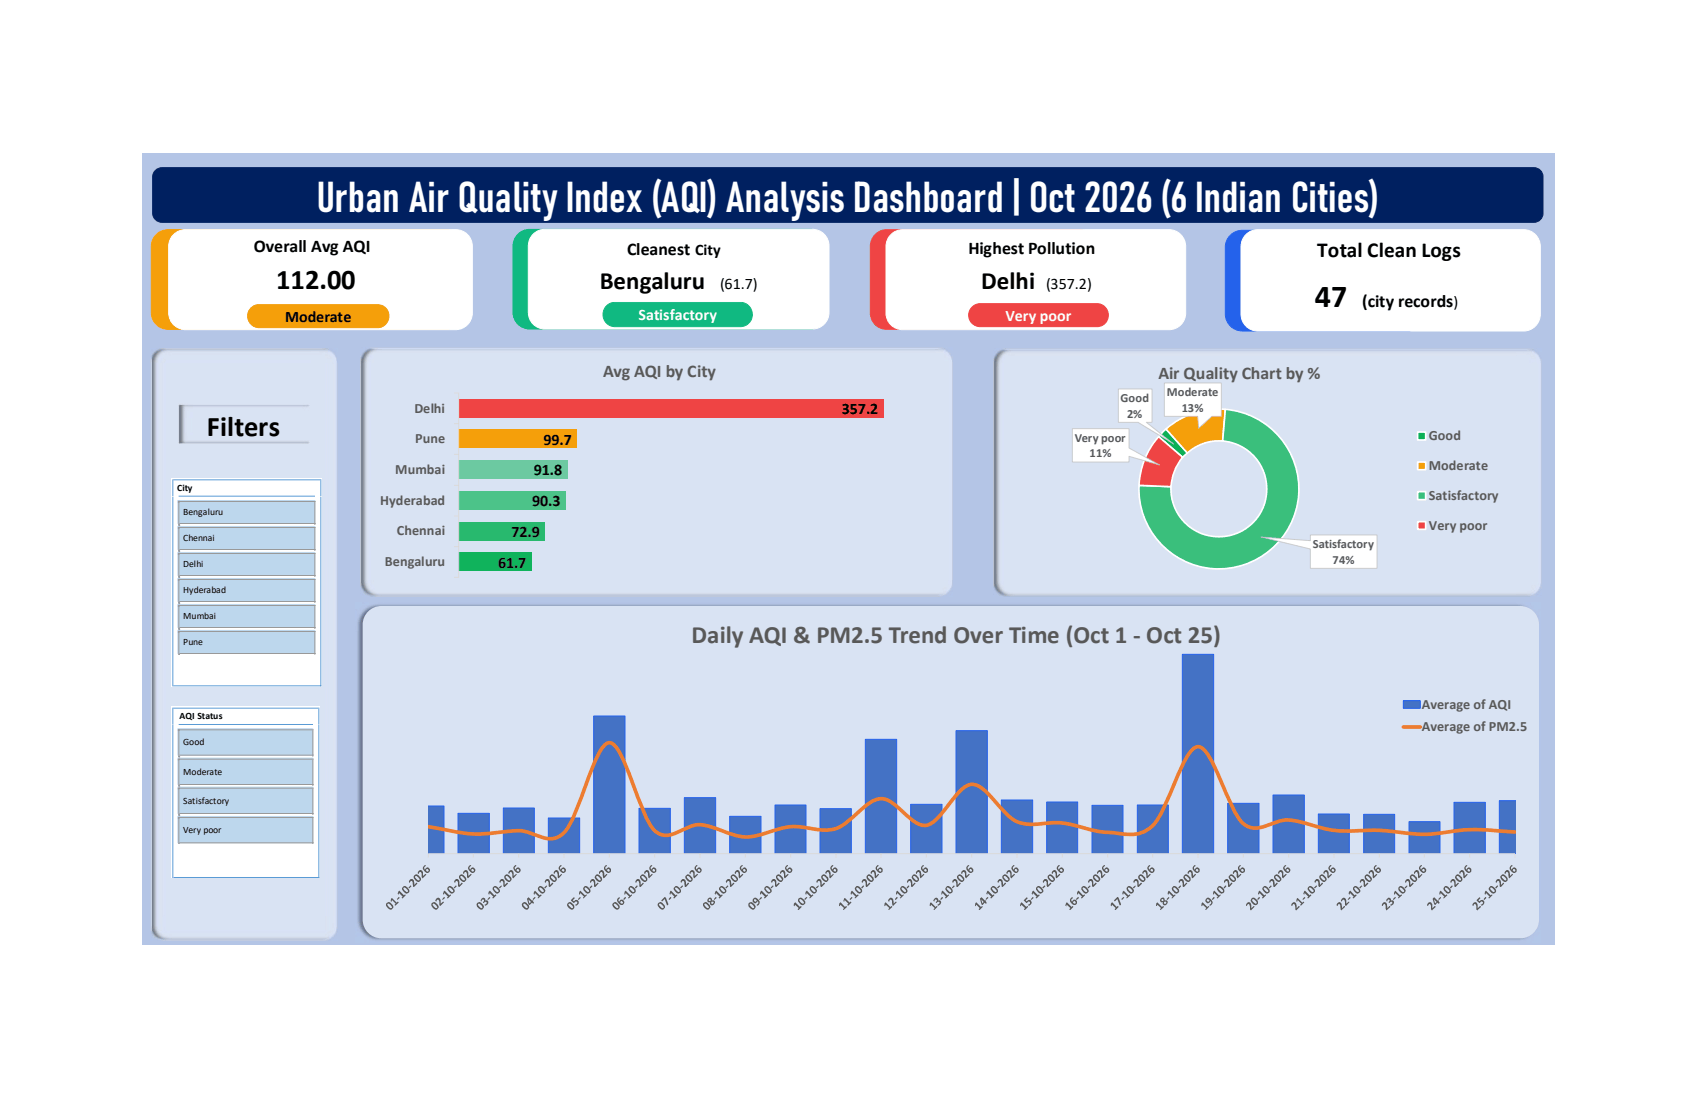 Urban Air Quality Index (AQI) Analysis Dashboard | Oct 2026 (6 Indian Cities)
Overall Avg AQI
112.00
Moderate
Cleanest City
Bengaluru (61.7)
Satisfactory
Highest Pollution
Delhi (357.2)
Very poor
Total Clean Logs
47 (city records)
Filters
City
Bengaluru
Chennai
Delhi
Hyderabad
Mumbai
Pune
AQI Status
Good
Moderate
Satisfactory
Very poor
Avg AQI by City
Delhi 357.2
Pune 99.7
Mumbai 91.8
Hyderabad 90.3
Chennai 72.9
Bengaluru 61.7
Air Quality Chart by %
Good
2%
Moderate
13%
Very poor
11%
Satisfactory
74%
Good
Moderate
Satisfactory
Very poor
Daily AQI & PM2.5 Trend Over Time (Oct 1 - Oct 25)
Average of AQI
Average of PM2.5
01-10-2026
02-10-2026
03-10-2026
04-10-2026
05-10-2026
06-10-2026
07-10-2026
08-10-2026
09-10-2026
10-10-2026
11-10-2026
12-10-2026
13-10-2026
14-10-2026
15-10-2026
16-10-2026
17-10-2026
18-10-2026
19-10-2026
20-10-2026
21-10-2026
22-10-2026
23-10-2026
24-10-2026
25-10-2026